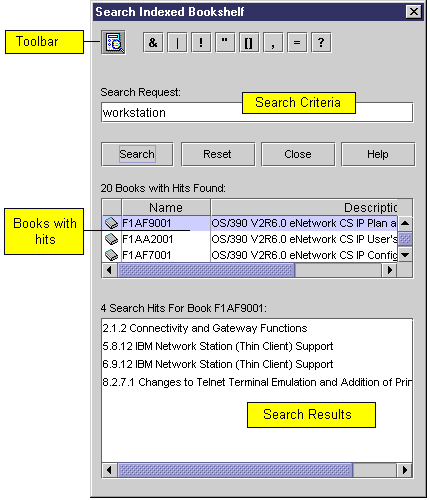 Search Indexed Bookshelf
Toolbar
& | ! " [] , = ?
Search Request:
Search Criteria
workstation
Search Reset Close Help
20 Books with Hits Found:
Name Descriptic
Books with
hits
F1AF9001 OS/390 V2R6.0 eNetwork CS IP Plan a
F1AA2001 OS/390 V2R6.0 eNetwork CS IP User's
F1AF7001 OS/390 V2R6.0 eNetwork CS IP Config
4 Search Hits For Book F1AF9001:
2.1.2 Connectivity and Gateway Functions
5.8.12 IBM Network Station (Thin Client) Support
6.9.12 IBM Network Station (Thin Client) Support
8.2.7.1 Changes to Telnet Terminal Emulation and Addition of Prin
Search Results